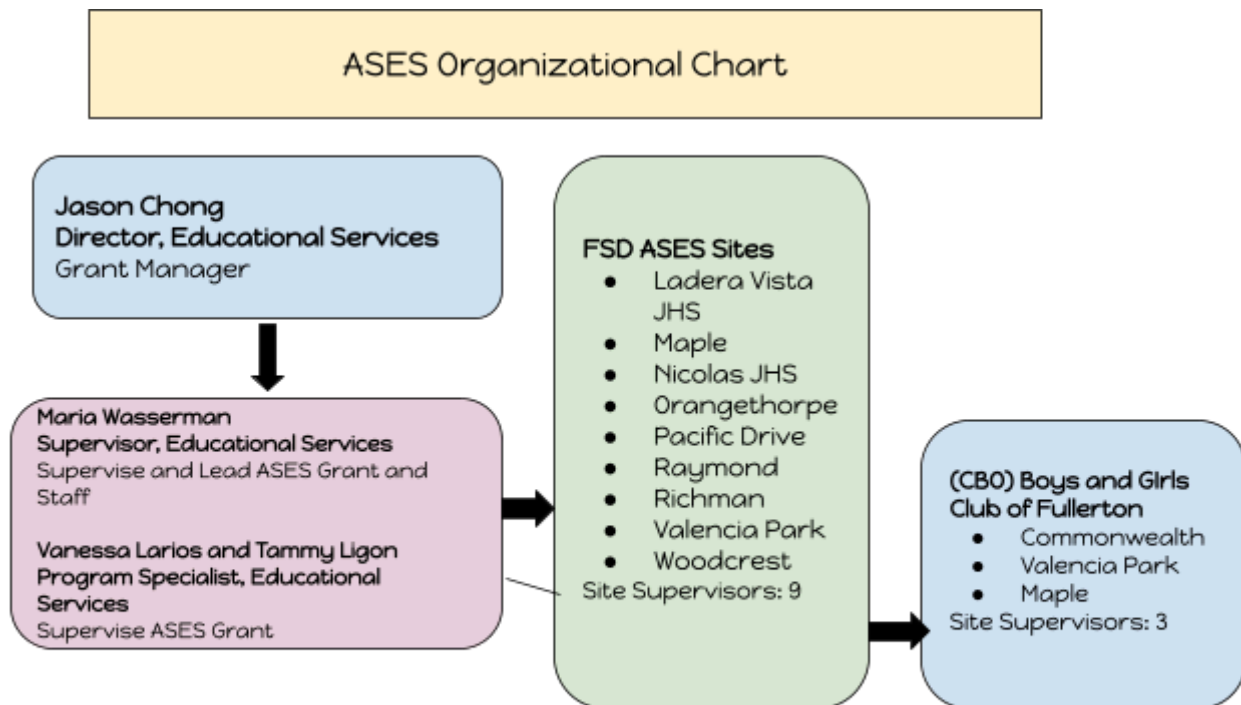 ASES Organizational Chart
Jason Chong
Director, Educational Services
Grant Manager
Maria Wasserman
Supervisor, Educational Services
Supervise and Lead ASES Grant and
Staff
Vanessa Larios and Tammy Ligon
Program Specialist, Educational
Services
Supervise ASES Grant
FSD ASES Sites
● Ladera Vista
JHS
● Maple
● Nicolas JHS
● Orangethorpe
● Pacific Drive
● Raymond
● Richman
● Valencia Park
● Woodcrest
Site Supervisors: 9
(CBO) Boys and GIrls
Club of Fullerton
● Commonwealth
● Valencia Park
● Maple
Site Supervisors: 3